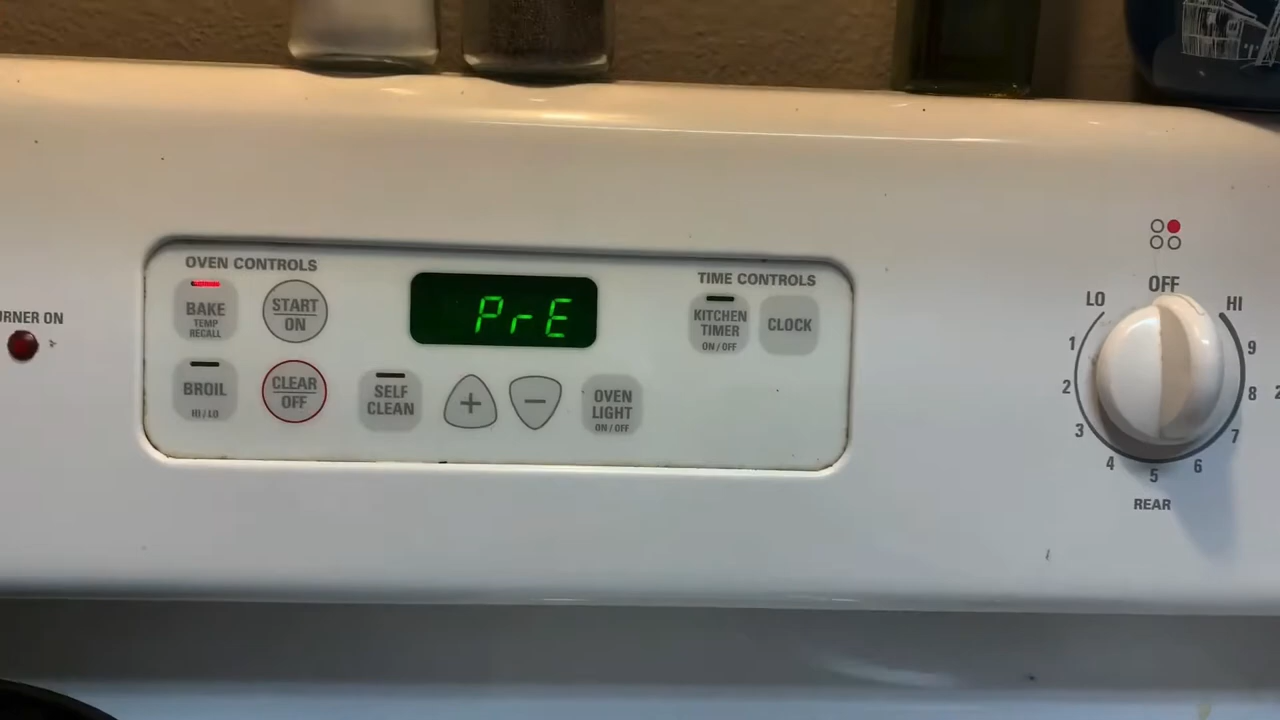 OVEN CONTROLS
BAKE
TEMP
RECALL
START
ON
PrE
TIME CONTROLS
KITCHEN
TIMER
ON / OFF
CLOCK
BROIL
HI / LO
CLEAR
OFF
SELF
CLEAN
+
−
OVEN
LIGHT
ON / OFF
URNER ON
OFF
LO
HI
1
2
3
4
5
6
7
8
9
REAR
2